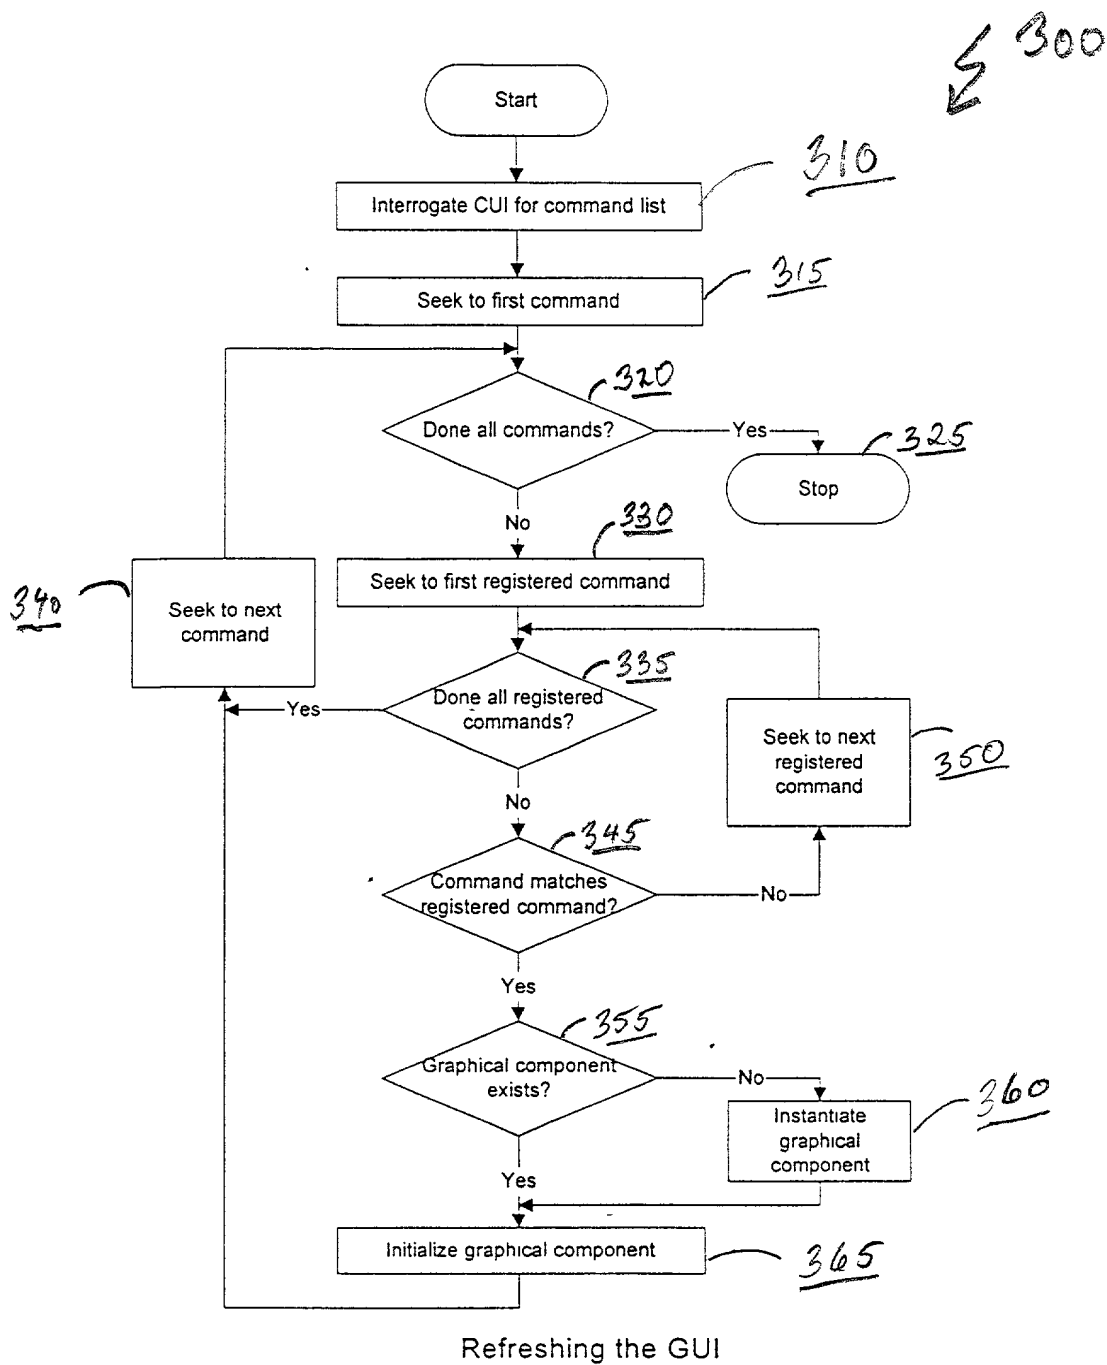 300
Start
310
Interrogate CUI for command list
315
Seek to first command
320
Done all commands?
Yes
325
Stop
No
330
Seek to first registered command
340
Seek to next
command
335
Done all registered
commands?
Yes
350
Seek to next
registered
command
No
345
Command matches
registered command?
No
Yes
355
Graphical component
exists?
No
360
Instantiate
graphical
component
Yes
Initialize graphical component
365
Refreshing the GUI